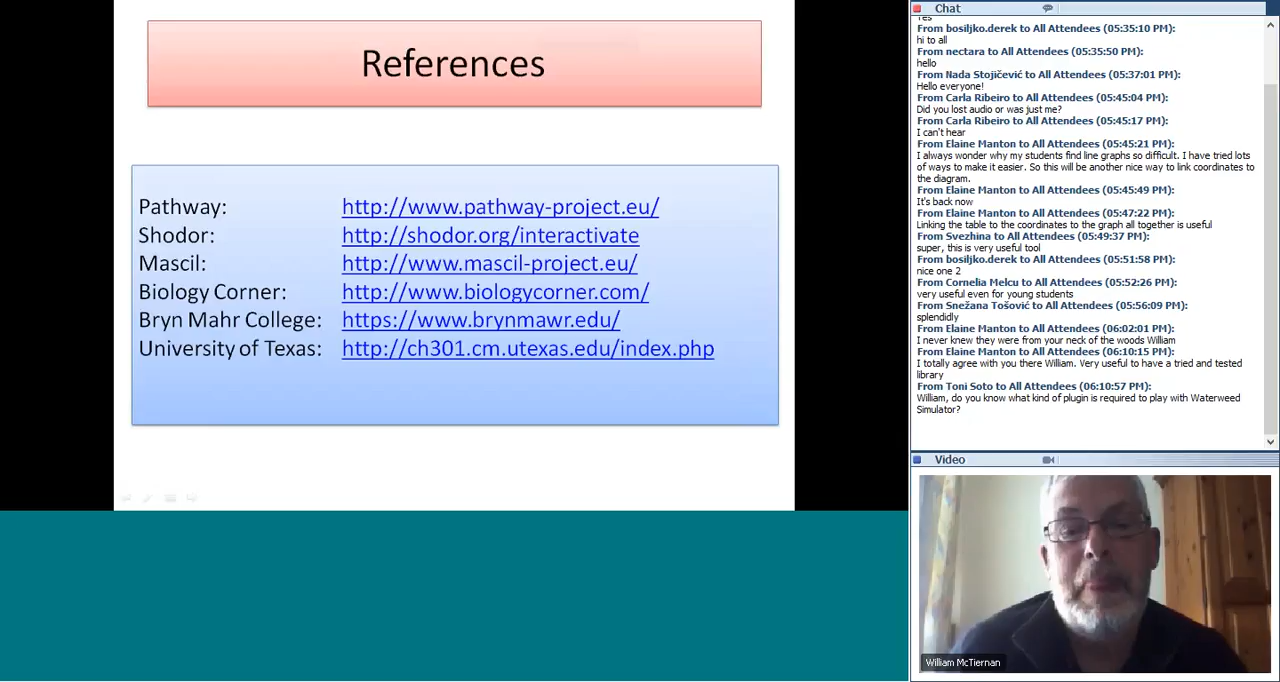 References
Pathway: http://www.pathway-project.eu/
Shodor: http://shodor.org/interactivate
Mascil: http://www.mascil-project.eu/
Biology Corner: http://www.biologycorner.com/
Bryn Mahr College: https://www.brynmawr.edu/
University of Texas: http://ch301.cm.utexas.edu/index.php
Chat
Yes
From bosiljko.derek to All Attendees (05:35:10 PM):
hi to all
From nectara to All Attendees (05:35:50 PM):
hello
From Nada Stojičević to All Attendees (05:37:01 PM):
Hello everyone!
From Carla Ribeiro to All Attendees (05:45:04 PM):
Did you lost audio or was just me?
From Carla Ribeiro to All Attendees (05:45:17 PM):
I can't hear
From Elaine Manton to All Attendees (05:45:21 PM):
I always wonder why my students find line graphs so difficult. I have tried lots
of ways to make it easier. So this will be another nice way to link coordinates to
the diagram.
From Elaine Manton to All Attendees (05:45:49 PM):
It's back now
From Elaine Manton to All Attendees (05:47:22 PM):
Linking the table to the coordinates to the graph all together is useful
From Svezhina to All Attendees (05:49:37 PM):
super, this is very useful tool
From bosiljko.derek to All Attendees (05:51:58 PM):
nice one 2
From Cornelia Melcu to All Attendees (05:52:26 PM):
very useful even for young students
From Snežana Tošović to All Attendees (05:56:09 PM):
splendidly
From Elaine Manton to All Attendees (06:02:01 PM):
I never knew they were from your neck of the woods William
From Elaine Manton to All Attendees (06:10:15 PM):
I totally agree with you there William. Very useful to have a tried and tested
library
From Toni Soto to All Attendees (06:10:57 PM):
William, do you know what kind of plugin is required to play with Waterweed
Simulator?
Video
William McTiernan